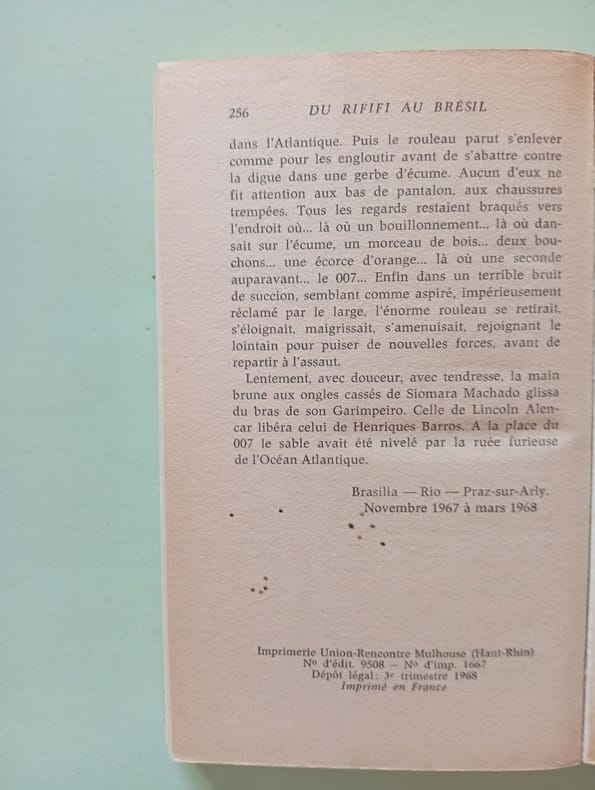 256
DU RIFIFI AU BRÉSIL
dans l'Atlantique. Puis le rouleau parut s'enlever
comme pour les engloutir avant de s'abattre contre
la digue dans une gerbe d'écume. Aucun d'eux ne
fit attention aux bas de pantalon, aux chaussures
trempées. Tous les regards restaient braqués vers
l'endroit où... là où un bouillonnement... là où dan-
sait sur l'écume, un morceau de bois... deux bou-
chons... une écorce d'orange... là où une seconde
auparavant... le 007... Enfin dans un terrible bruit
de succion, semblant comme aspiré, impérieusement
réclamé par le large, l'énorme rouleau se retirait,
s'éloignait, maigrissait, s'amenuisait, rejoignant le
lointain pour puiser de nouvelles forces, avant de
repartir à l'assaut.
Lentement, avec douceur, avec tendresse, la main
brune aux ongles cassés de Siomara Machado glissa
du bras de son Garimpeiro. Celle de Lincoln Alen-
car libéra celui de Henriques Barros. A la place du
007 le sable avait été nivelé par la ruée furieuse
de l'Océan Atlantique.
Brasilia — Rio — Praz-sur-Arly.
Novembre 1967 à mars 1968
Imprimerie Union-Rencontre Mulhouse (Haut-Rhin)
Nº d'édit. 9508 — Nº d'imp. 1667
Dépôt légal: 3e trimestre 1968
Imprimé en France